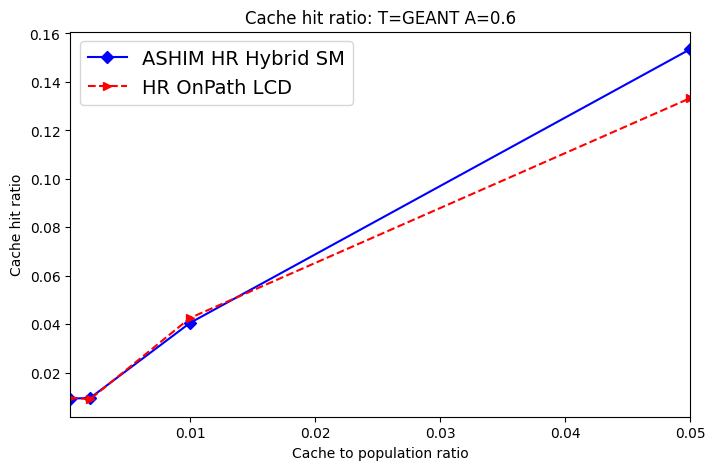 Cache hit ratio: T=GEANT A=0.6
ASHIM HR Hybrid SM
HR OnPath LCD
Cache hit ratio
0.16
0.14
0.12
0.10
0.08
0.06
0.04
0.02
0.01
0.02
0.03
0.04
0.05
Cache to population ratio